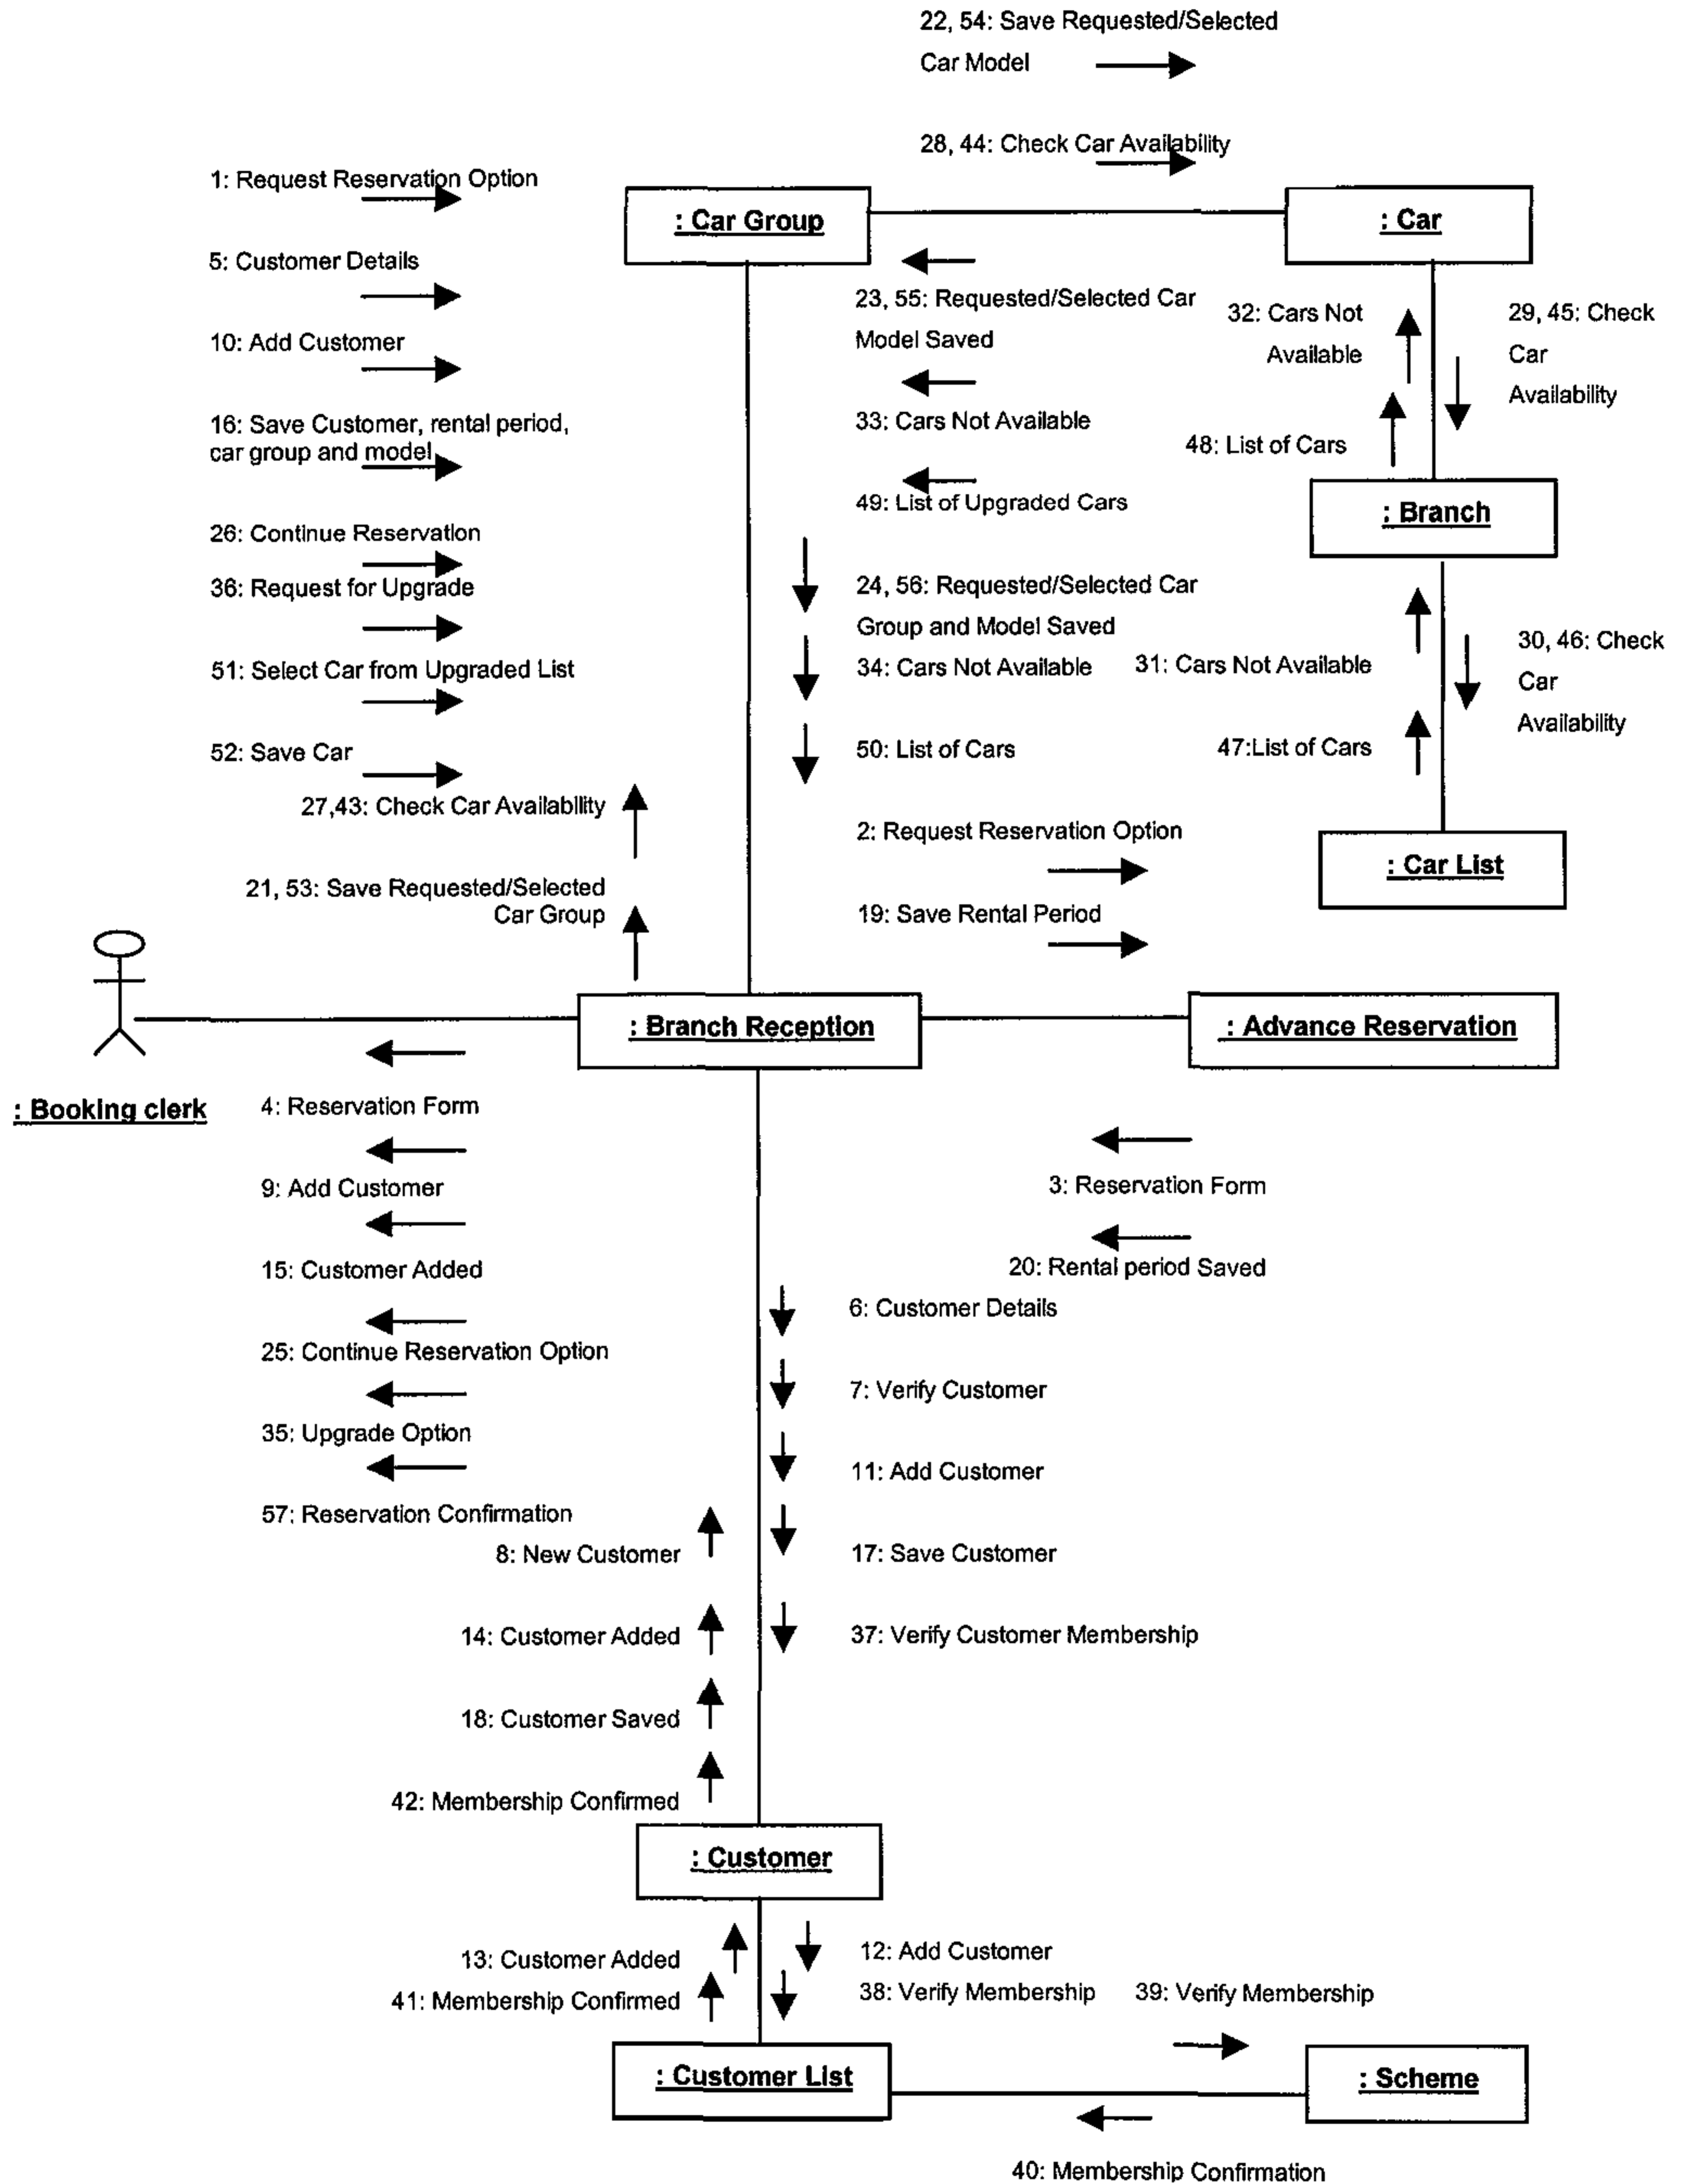 22, 54: Save Requested/Selected
Car Model
28, 44: Check Car Availability
1: Request Reservation Option
: Car Group
: Car
5: Customer Details
23, 55: Requested/Selected Car
Model Saved
32: Cars Not
Available
29, 45: Check
Car
Availability
10: Add Customer
16: Save Customer, rental period,
car group and model
33: Cars Not Available
48: List of Cars
49: List of Upgraded Cars
: Branch
26: Continue Reservation
36: Request for Upgrade
24, 56: Requested/Selected Car
Group and Model Saved
34: Cars Not Available
31: Cars Not Available
30, 46: Check
Car
Availability
51: Select Car from Upgraded List
52: Save Car
50: List of Cars
47:List of Cars
27,43: Check Car Availability
2: Request Reservation Option
: Car List
21, 53: Save Requested/Selected
Car Group
19: Save Rental Period
: Branch Reception
: Advance Reservation
: Booking clerk
4: Reservation Form
9: Add Customer
3: Reservation Form
15: Customer Added
20: Rental period Saved
6: Customer Details
25: Continue Reservation Option
7: Verify Customer
35: Upgrade Option
11: Add Customer
57: Reservation Confirmation
8: New Customer
17: Save Customer
14: Customer Added
37: Verify Customer Membership
18: Customer Saved
42: Membership Confirmed
: Customer
13: Customer Added
12: Add Customer
41: Membership Confirmed
38: Verify Membership
39: Verify Membership
: Customer List
: Scheme
40: Membership Confirmation